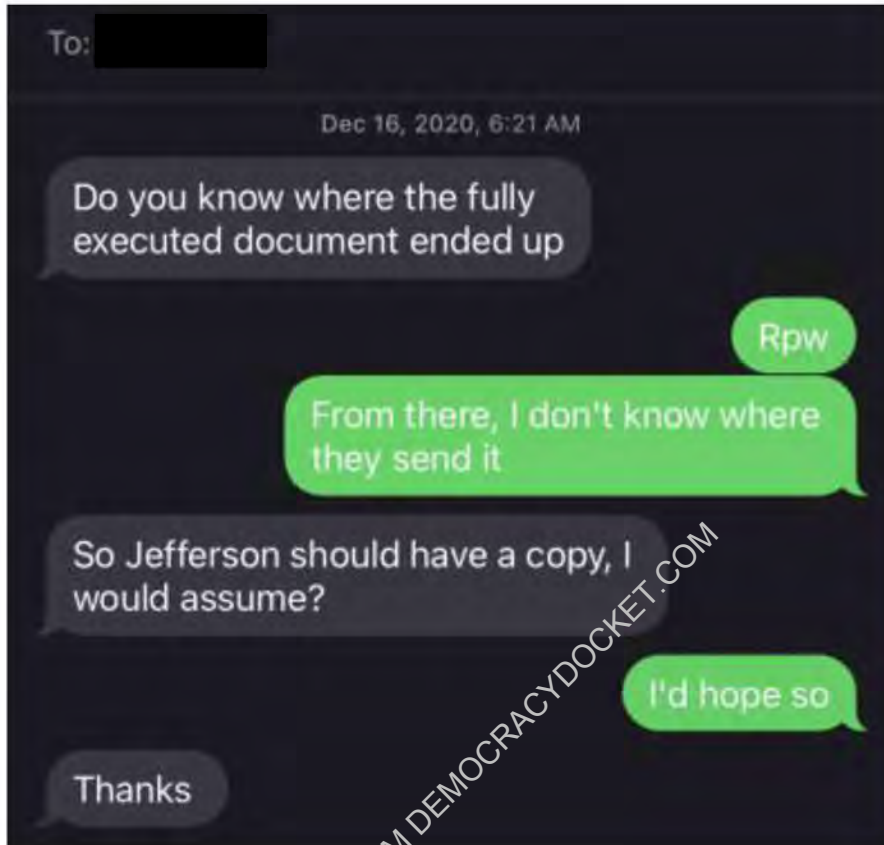 To:
Dec 16, 2020, 6:21 AM
Do you know where the fully
executed document ended up
Rpw
From there, I don't know where
they send it
So Jefferson should have a copy, I
would assume?
I'd hope so
Thanks
M DEMOCRACYDOCKET.COM